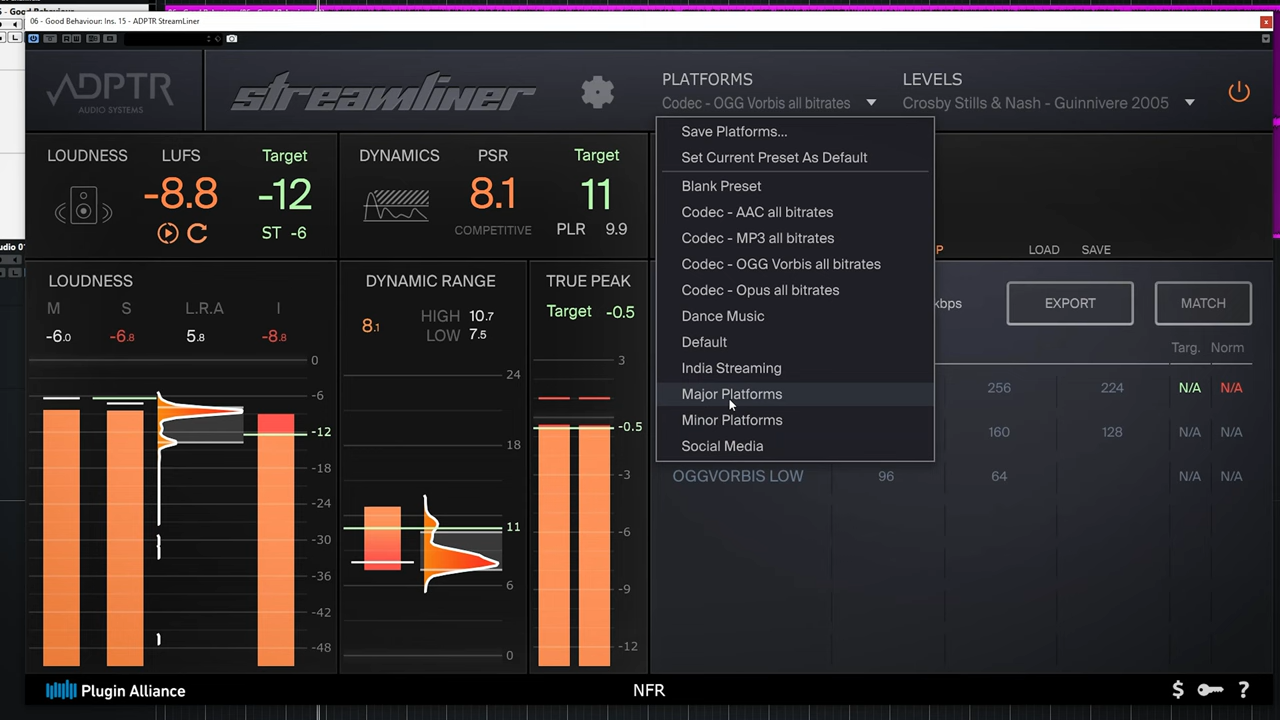 06 - Good Behaviour: Ins. 15 - ADPTR StreamLiner
ADPTR
AUDIO SYSTEMS
streamliner
PLATFORMS
Codec - OGG Vorbis all bitrates
LEVELS
Crosby Stills & Nash - Guinnivere 2005
LOUDNESS
LUFS
-8.8
Target
-12
ST -6
DYNAMICS
PSR
8.1
COMPETITIVE
Target
11
PLR 9.9
Save Platforms...
Set Current Preset As Default
Blank Preset
Codec - AAC all bitrates
Codec - MP3 all bitrates
Codec - OGG Vorbis all bitrates
Codec - Opus all bitrates
Dance Music
Default
India Streaming
Major Platforms
Minor Platforms
Social Media
P LOAD SAVE
kbps EXPORT MATCH
Targ. Norm
256 224 N/A N/A
160 128 N/A N/A
OGGVORBIS LOW 96 64 N/A N/A
LOUDNESS
M S L.R.A I
-6.0 -6.8 5.8 -8.8
0
-6
-12
-18
-24
-30
-36
-42
-48
DYNAMIC RANGE
8.1
HIGH 10.7
LOW 7.5
24
18
11
6
0
TRUE PEAK
Target -0.5
3
-0.5
-3
-6
-9
-12
Plugin Alliance
NFR
$ ?